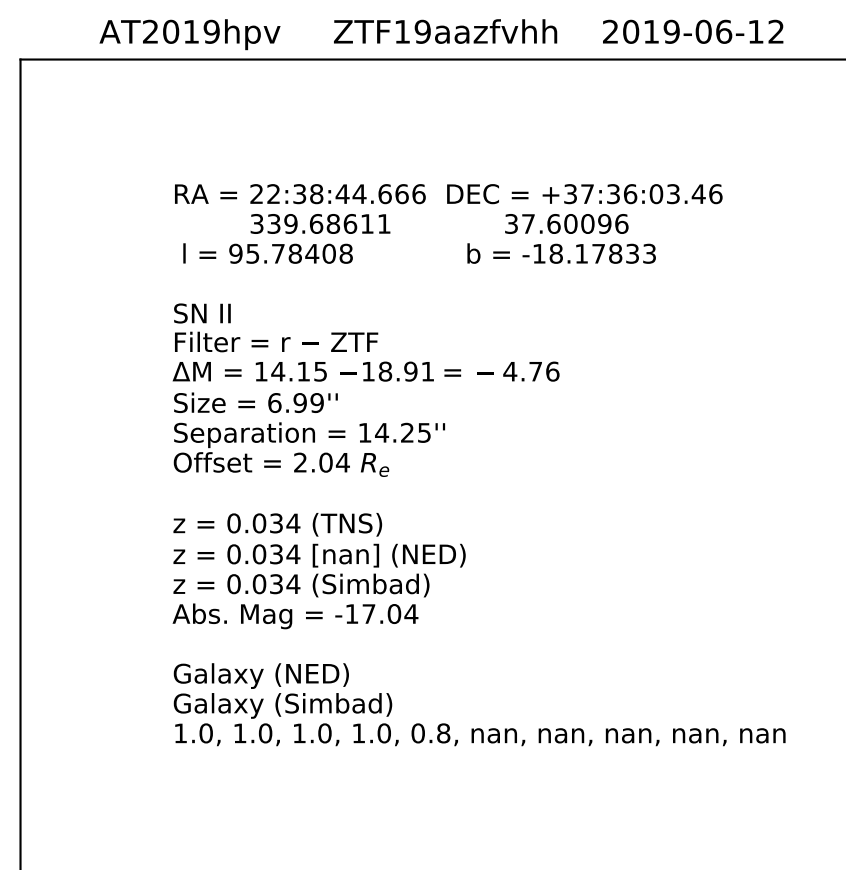 AT2019hpv ZTF19aazfvhh 2019-06-12
RA = 22:38:44.666 DEC = +37:36:03.46
339.68611 37.60096
l = 95.78408 b = -18.17833
SN II
Filter = r − ZTF
ΔM = 14.15 −18.91 = − 4.76
Size = 6.99''
Separation = 14.25''
Offset = 2.04 Rₑ
z = 0.034 (TNS)
z = 0.034 [nan] (NED)
z = 0.034 (Simbad)
Abs. Mag = -17.04
Galaxy (NED)
Galaxy (Simbad)
1.0, 1.0, 1.0, 1.0, 0.8, nan, nan, nan, nan, nan